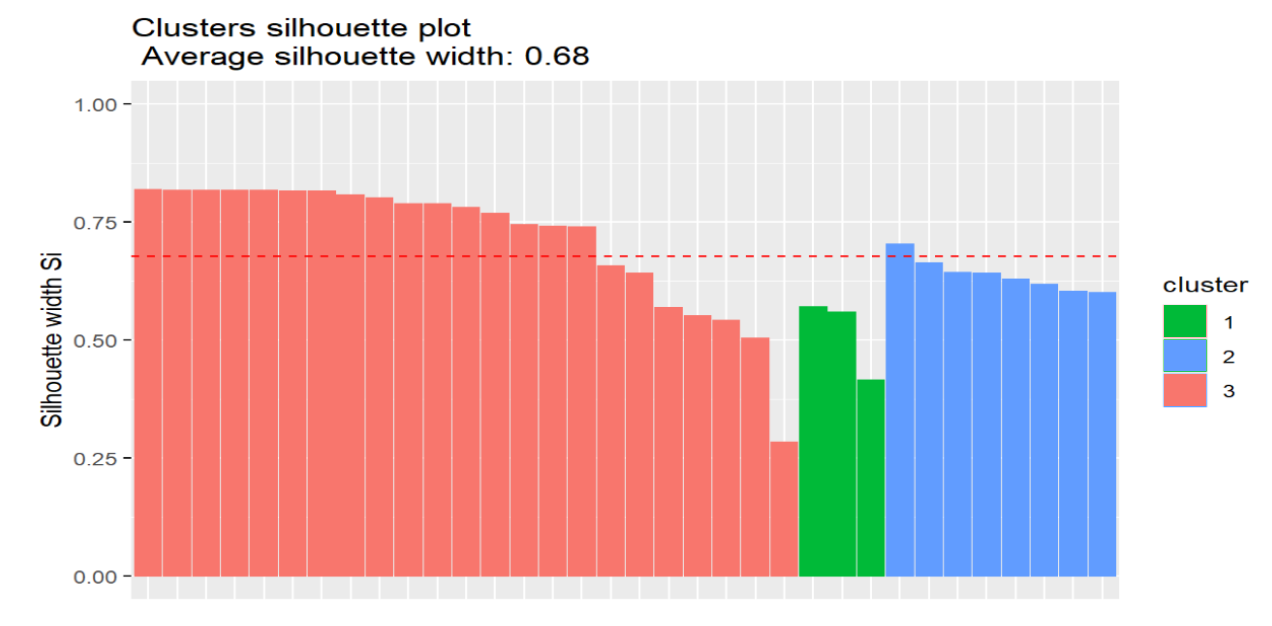 Clusters silhouette plot
Average silhouette width: 0.68
1.00
0.75
0.50
0.25
0.00
Silhouette width Si
cluster
1
2
3